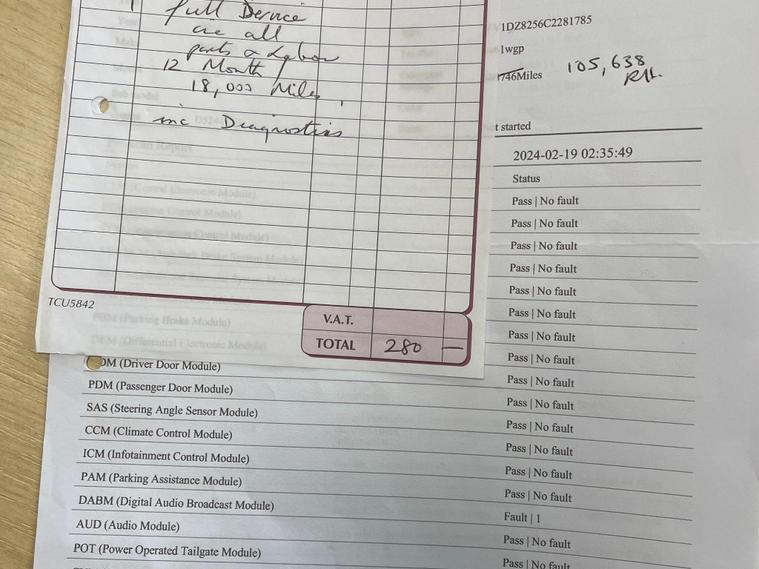 1 Full Service
inc all
parts & Labour
12 Month
18,000 Miles,
inc Diagnostics
TCU5842
V.A.T.
TOTAL 280 —
1DZ8256C2281785
1wgp
1746Miles 105,638
t started
2024-02-19 02:35:49
Status
Pass | No fault
Pass | No fault
Pass | No fault
Pass | No fault
Pass | No fault
Pass | No fault
Pass | No fault
DDM (Driver Door Module) Pass | No fault
PDM (Passenger Door Module) Pass | No fault
SAS (Steering Angle Sensor Module) Pass | No fault
CCM (Climate Control Module) Pass | No fault
ICM (Infotainment Control Module) Pass | No fault
PAM (Parking Assistance Module) Pass | No fault
DABM (Digital Audio Broadcast Module) Pass | No fault
AUD (Audio Module) Fault | 1
POT (Power Operated Tailgate Module) Pass | No fault
Pass | No fault